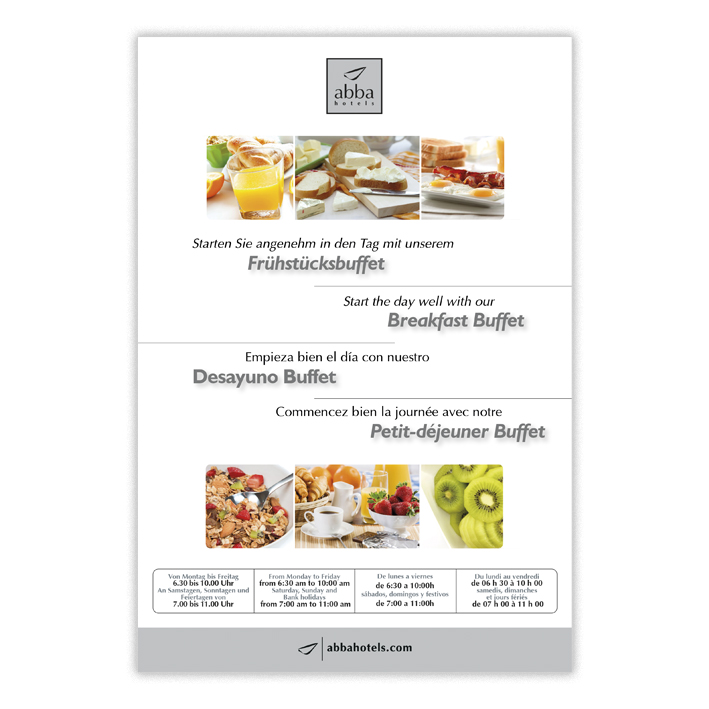 abba
hotels
Starten Sie angenehm in den Tag mit unserem
Frühstücksbuffet
Start the day well with our
Breakfast Buffet
Empieza bien el día con nuestro
Desayuno Buffet
Commencez bien la journée avec notre
Petit-déjeuner Buffet
Von Montag bis Freitag
6.30 bis 10.00 Uhr
An Samstagen, Sonntagen und
Feiertagen von
7.00 bis 11.00 Uhr
From Monday to Friday
from 6:30 am to 10:00 am
Saturday, Sunday and
Bank holidays
from 7:00 am to 11:00 am
De lunes a viernes
de 6:30 a 10:00h
sábados, domingos y festivos
de 7:00 a 11:00h
Du lundi au vendredi
de 06 h 30 à 10 h 00
samedis, dimanches
et jours fériés
de 07 h 00 à 11 h 00
abbahotels.com